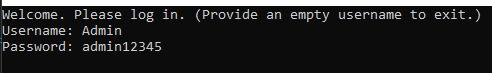 Welcome. Please log in. (Provide an empty username to exit.)
Username: Admin
Password: admin12345